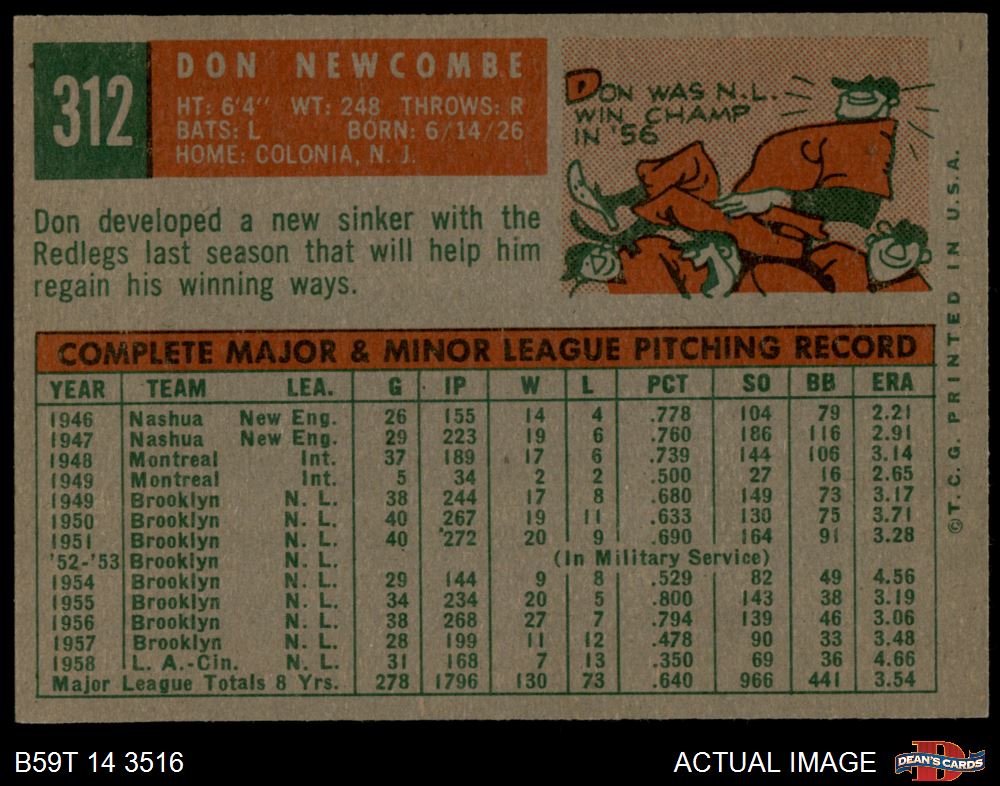 312
DON NEWCOMBE
HT: 6'4" WT: 248 THROWS: R
BATS: L BORN: 6/14/26
HOME: COLONIA, N. J.
DON WAS N.L.
WIN CHAMP
IN '56
Don developed a new sinker with the
Redlegs last season that will help him
regain his winning ways.
COMPLETE MAJOR & MINOR LEAGUE PITCHING RECORD
YEAR TEAM LEA. G IP W L PCT SO BB ERA
1946 Nashua New Eng. 26 155 14 4 .778 104 79 2.21
1947 Nashua New Eng. 29 223 19 6 .760 186 116 2.91
1948 Montreal Int. 37 189 17 6 .739 144 106 3.14
1949 Montreal Int. 5 34 2 2 .500 27 16 2.65
1949 Brooklyn N. L. 38 244 17 8 .680 149 73 3.17
1950 Brooklyn N. L. 40 267 19 11 .633 130 75 3.71
1951 Brooklyn N. L. 40 272 20 9 .690 164 91 3.28
'52-'53 Brooklyn N. L. (In Military Service)
1954 Brooklyn N. L. 29 144 9 8 .529 82 49 4.56
1955 Brooklyn N. L. 34 234 20 5 .800 143 38 3.19
1956 Brooklyn N. L. 38 268 27 7 .794 139 46 3.06
1957 Brooklyn N. L. 28 199 11 12 .478 90 33 3.48
1958 L. A.-Cin. N. L. 31 168 7 13 .350 69 36 4.66
Major League Totals 8 Yrs. 278 1796 130 73 .640 966 441 3.54
©T. C. G. PRINTED IN U.S.A.
B59T 14 3516
ACTUAL IMAGE
D
DEAN'S CARDS